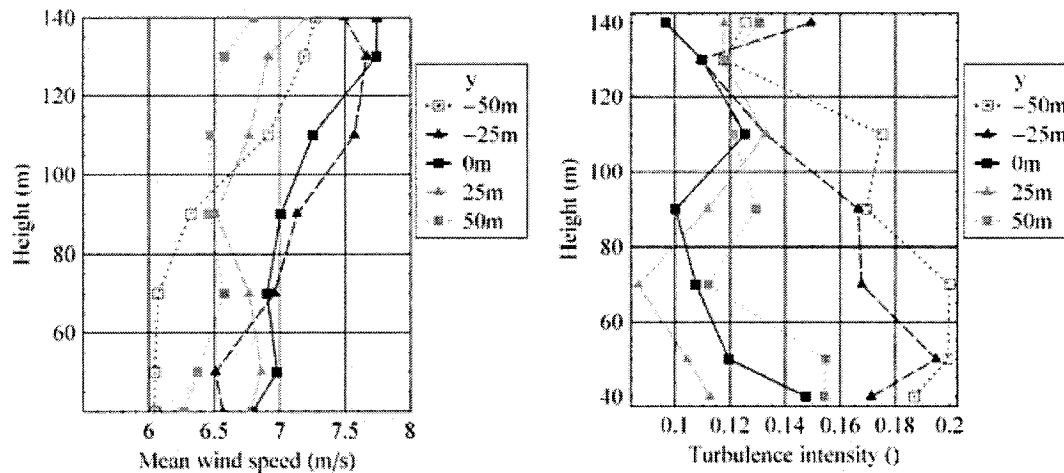 140
120
100
80
60
Height (m)
6 6.5 7 7.5 8
Mean wind speed (m/s)
y
−50m
−25m
0m
25m
50m
140
120
100
80
60
40
Height (m)
0.1 0.12 0.14 0.16 0.18 0.2
Turbulence intensity ()
y
−50m
−25m
0m
25m
50m